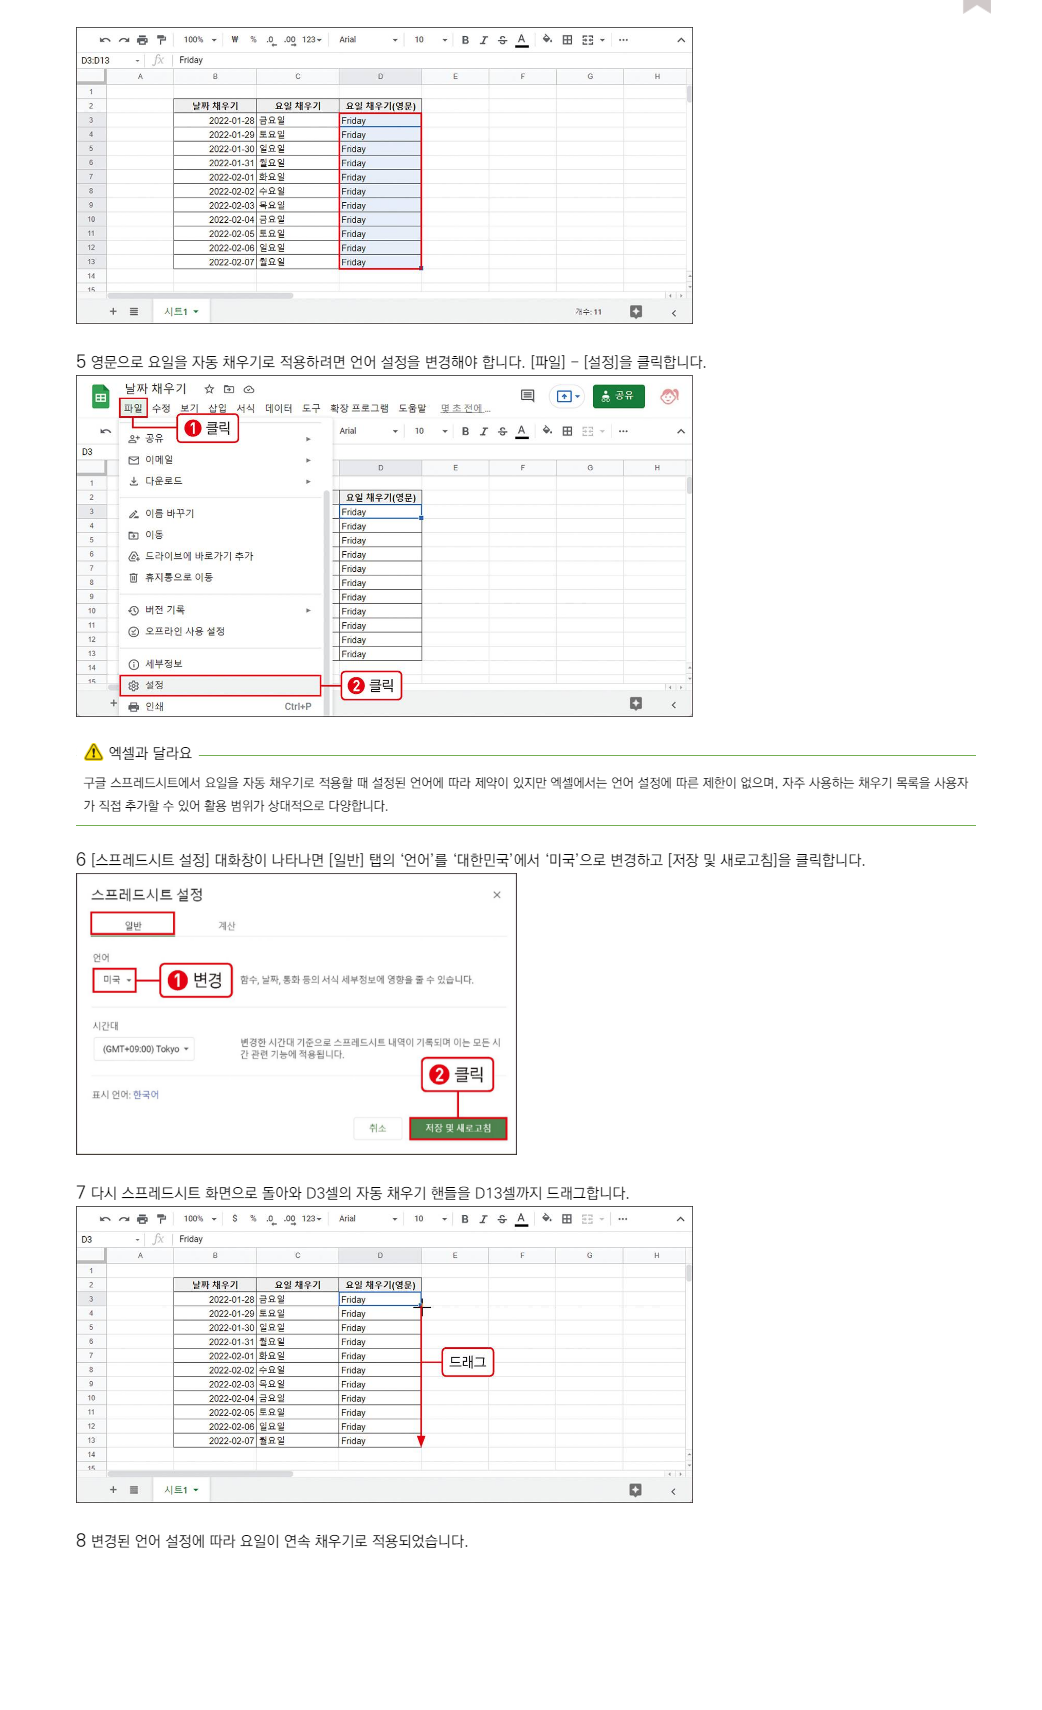 100% ₩ % .0 .00 123 Arial 10 B I S A ...
D3:D13 fx Friday
A B C D E F G H
1
2 날짜 채우기 요일 채우기 요일 채우기(영문)
3 2022-01-28 금요일 Friday
4 2022-01-29 토요일 Friday
5 2022-01-30 일요일 Friday
6 2022-01-31 월요일 Friday
7 2022-02-01 화요일 Friday
8 2022-02-02 수요일 Friday
9 2022-02-03 목요일 Friday
10 2022-02-04 금요일 Friday
11 2022-02-05 토요일 Friday
12 2022-02-06 일요일 Friday
13 2022-02-07 월요일 Friday
14
15
+ 시트1 개수: 11
5 영문으로 요일을 자동 채우기로 적용하려면 언어 설정을 변경해야 합니다. [파일] – [설정]을 클릭합니다.
날짜 채우기
공유
파일 수정 보기 삽입 서식 데이터 도구 확장 프로그램 도움말 몇 초 전에...
1 클릭
Arial 10 B I S A ...
공유
D3
이메일
D E F G H
다운로드
1
2 요일 채우기(영문)
3 이름 바꾸기 Friday
4 이동 Friday
5 Friday
6 드라이브에 바로가기 추가 Friday
7 휴지통으로 이동 Friday
8 Friday
9 Friday
10 버전 기록 Friday
11 오프라인 사용 설정 Friday
12 Friday
13 세부정보 Friday
14
15 설정 2 클릭
+ 인쇄 Ctrl+P
엑셀과 달라요
구글 스프레드시트에서 요일을 자동 채우기로 적용할 때 설정된 언어에 따라 제약이 있지만 엑셀에서는 언어 설정에 따른 제한이 없으며, 자주 사용하는 채우기 목록을 사용자
가 직접 추가할 수 있어 활용 범위가 상대적으로 다양합니다.
6 [스프레드시트 설정] 대화창이 나타나면 [일반] 탭의 ‘언어’를 ‘대한민국’에서 ‘미국’으로 변경하고 [저장 및 새로고침]을 클릭합니다.
스프레드시트 설정 ×
일반 계산
언어
미국 1 변경 함수, 날짜, 통화 등의 서식 세부정보에 영향을 줄 수 있습니다.
시간대
(GMT+09:00) Tokyo 변경한 시간대 기준으로 스프레드시트 내역이 기록되며 이는 모든 시
간 관련 기능에 적용됩니다.
2 클릭
표시 언어: 한국어
취소 저장 및 새로고침
7 다시 스프레드시트 화면으로 돌아와 D3셀의 자동 채우기 핸들을 D13셀까지 드래그합니다.
100% $ % .0 .00 123 Arial 10 B I S A ...
D3 fx Friday
A B C D E F G H
1
2 날짜 채우기 요일 채우기 요일 채우기(영문)
3 2022-01-28 금요일 Friday
4 2022-01-29 토요일 Friday
5 2022-01-30 일요일 Friday
6 2022-01-31 월요일 Friday
7 2022-02-01 화요일 Friday 드래그
8 2022-02-02 수요일 Friday
9 2022-02-03 목요일 Friday
10 2022-02-04 금요일 Friday
11 2022-02-05 토요일 Friday
12 2022-02-06 일요일 Friday
13 2022-02-07 월요일 Friday
14
15
+ 시트1
8 변경된 언어 설정에 따라 요일이 연속 채우기로 적용되었습니다.